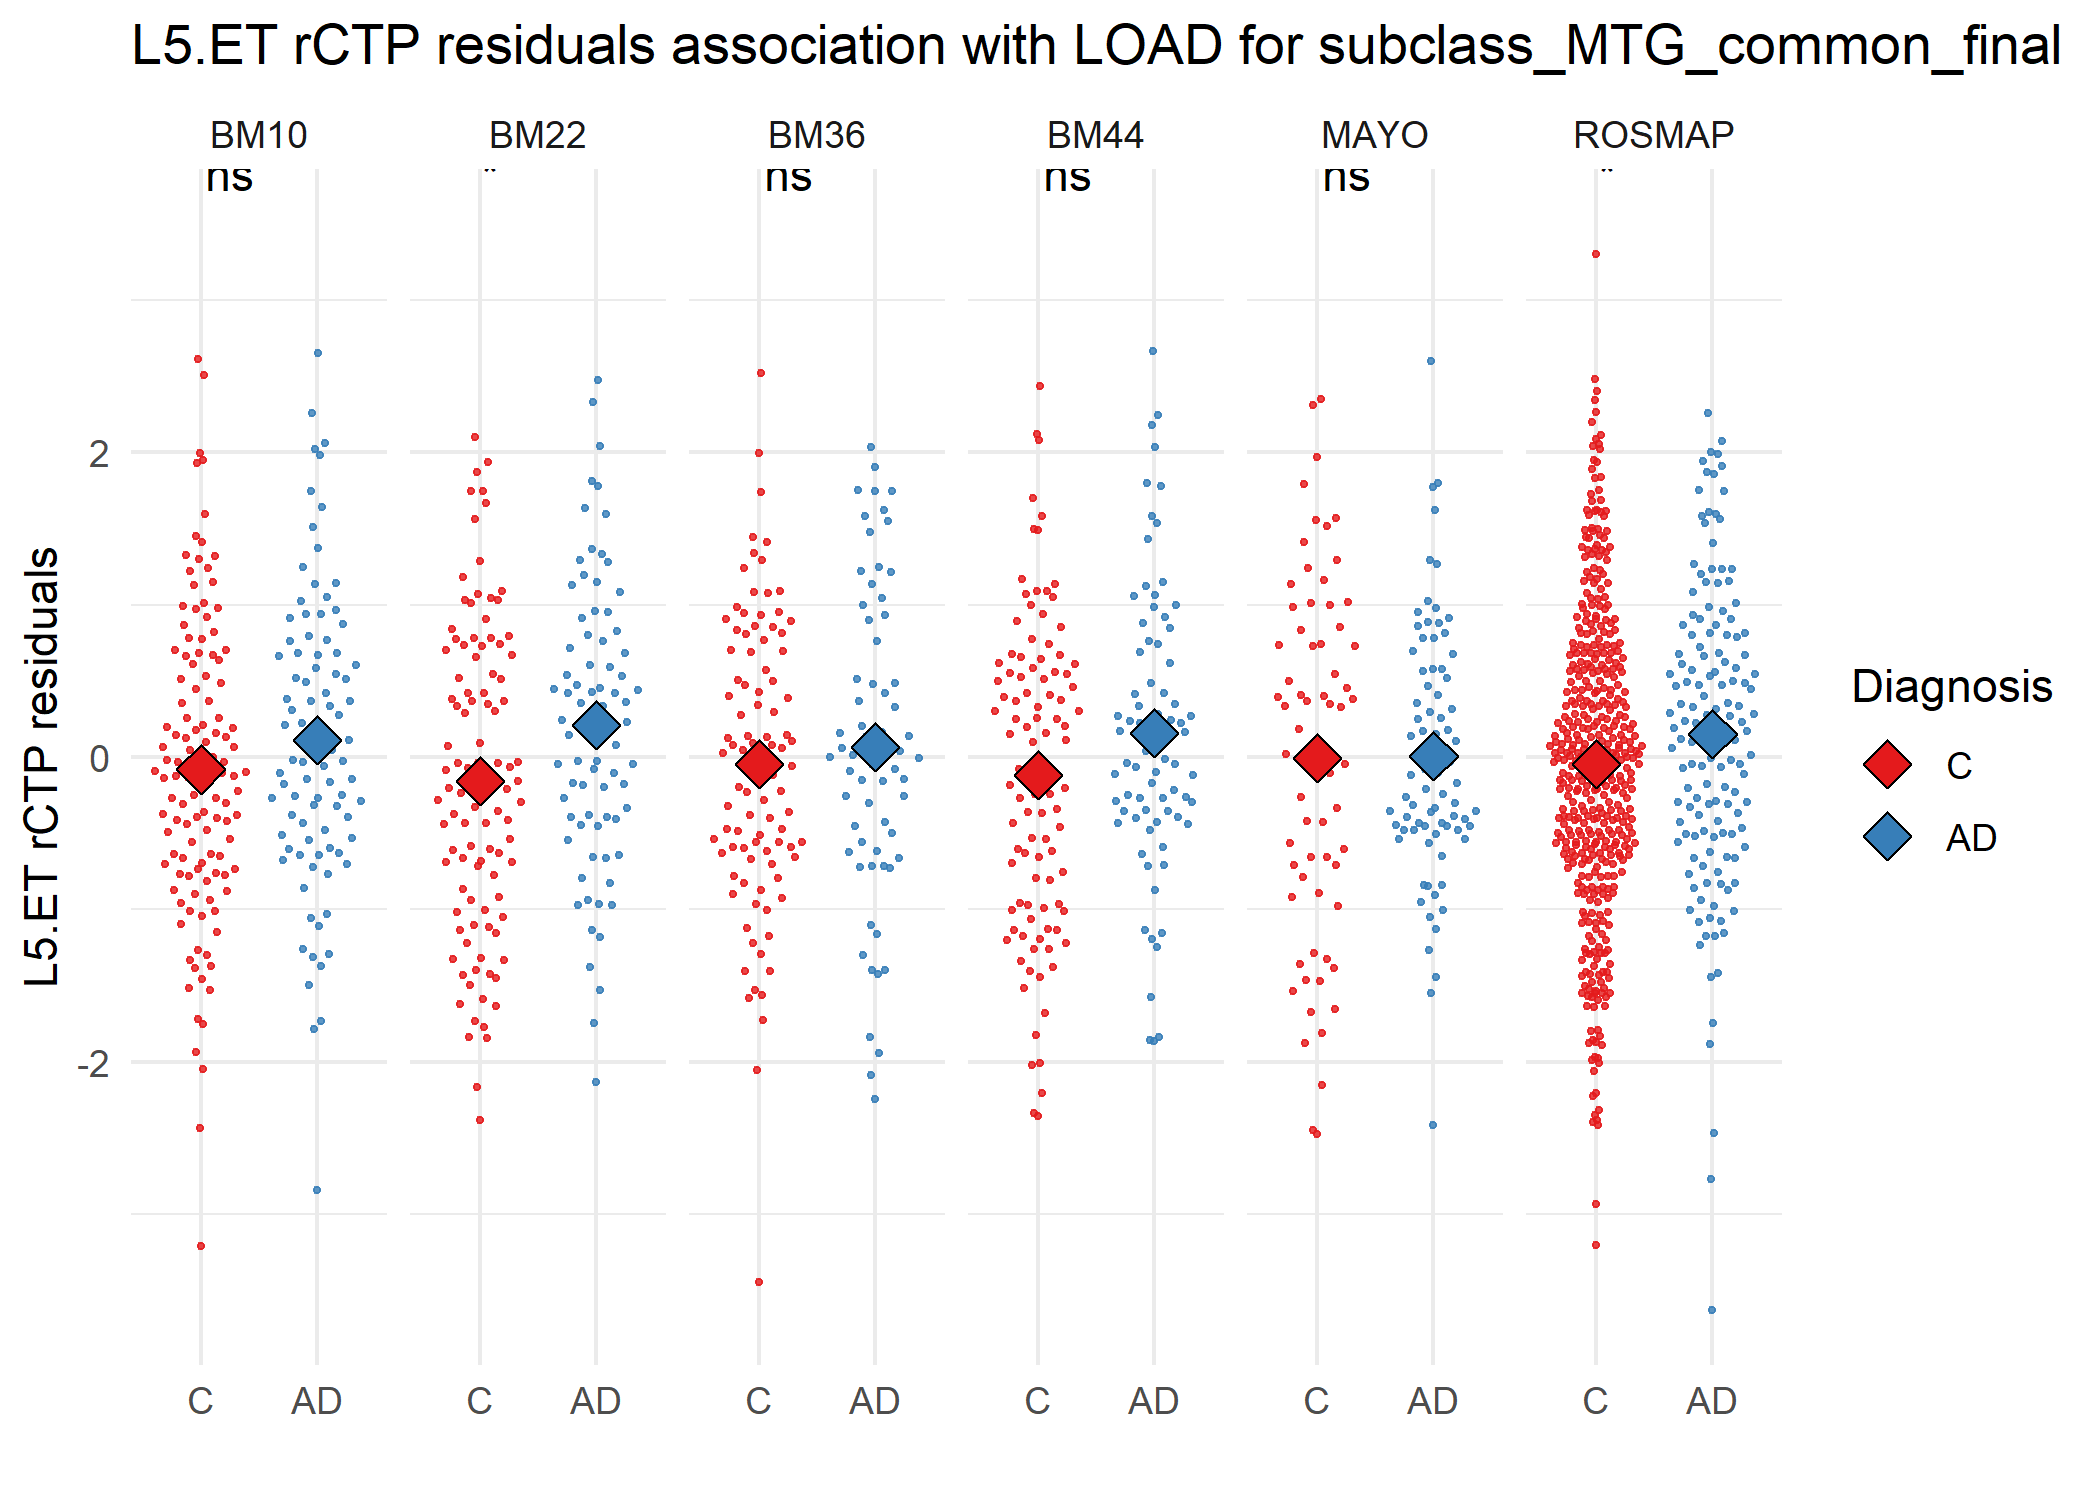 L5.ET rCTP residuals association with LOAD for subclass_MTG_common_final
BM10 BM22 BM36 BM44 MAYO ROSMAP
ns * ns ns ns *
L5.ET rCTP residuals
2
0
-2
C AD C AD C AD C AD C AD C AD
Diagnosis
C
AD